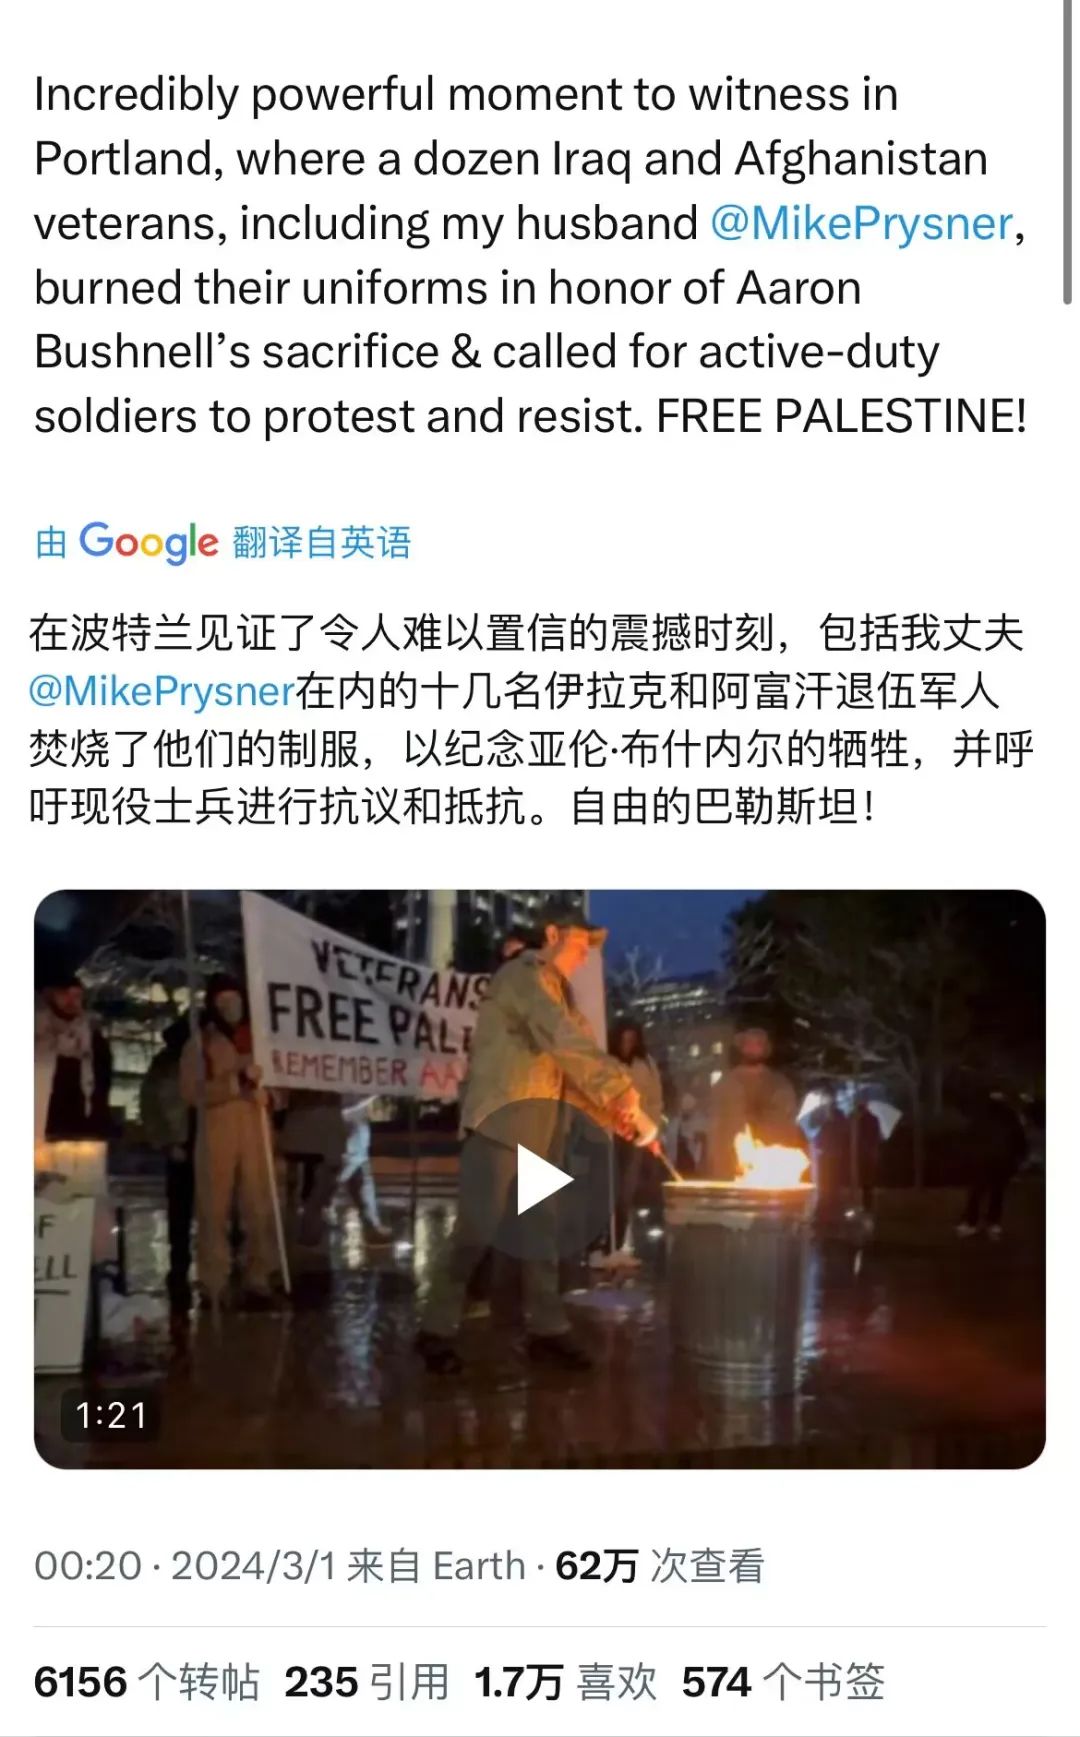 Incredibly powerful moment to witness in
Portland, where a dozen Iraq and Afghanistan
veterans, including my husband @MikePrysner,
burned their uniforms in honor of Aaron
Bushnell’s sacrifice & called for active-duty
soldiers to protest and resist. FREE PALESTINE!
由 Google 翻译自英语
在波特兰见证了令人难以置信的震撼时刻，包括我丈夫
@MikePrysner在内的十几名伊拉克和阿富汗退伍军人
焚烧了他们的制服，以纪念亚伦·布什内尔的牺牲，并呼
吁现役士兵进行抗议和抵抗。自由的巴勒斯坦！
VETERANS
FREE PALE
REMEMBER AA
F
ELL
1:21
00:20 · 2024/3/1 来自 Earth · 62万 次查看
6156 个转帖 235 引用 1.7万 喜欢 574 个书签